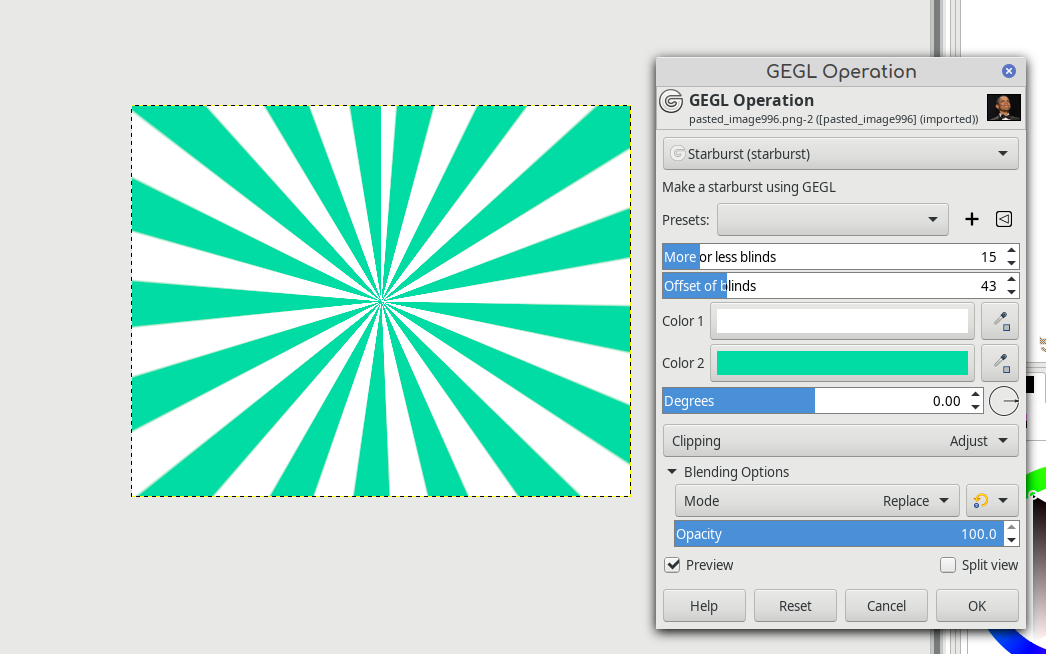 GEGL Operation
GEGL Operation
pasted_image996.png-2 ([pasted_image996] (imported))
Starburst (starburst)
Make a starburst using GEGL
Presets:
More or less blinds 15
Offset of blinds 43
Color 1
Color 2
Degrees 0.00
Clipping Adjust
Blending Options
Mode Replace
Opacity 100.0
Preview Split view
Help Reset Cancel OK